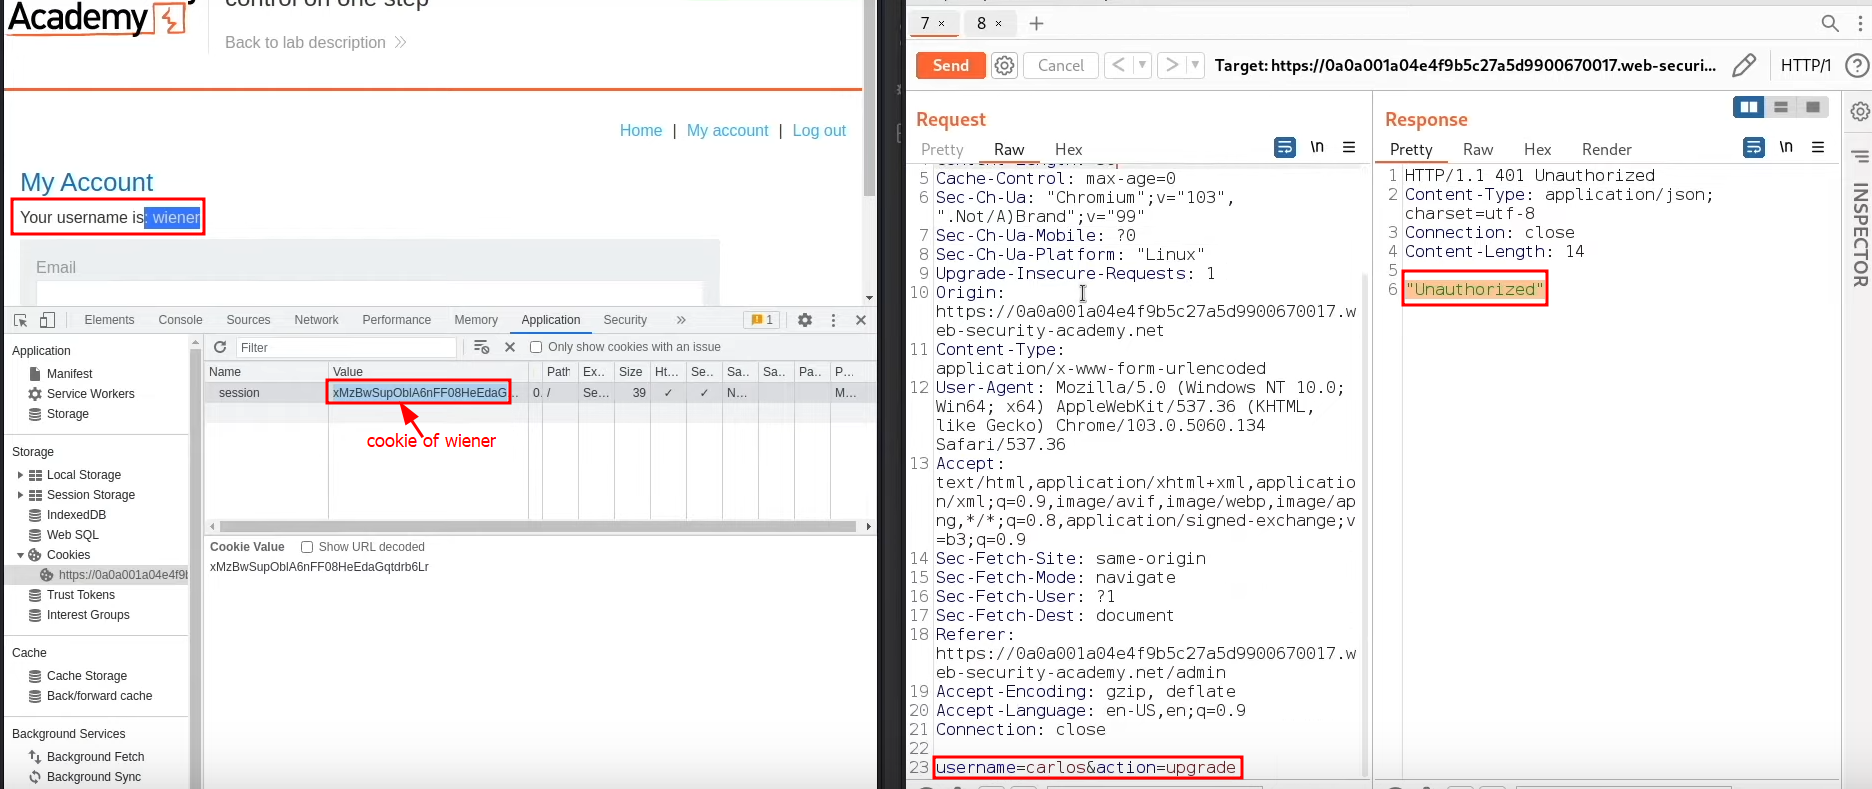 control on one step
Academy
Back to lab description
Home | My account | Log out
My Account
Your username is: wiener
Email
Elements Console Sources Network Performance Memory Application Security » 1
Application
Manifest
Service Workers
Storage
Storage
Local Storage
Session Storage
IndexedDB
Web SQL
Cookies
https://0a0a001a04e4f9b
Trust Tokens
Interest Groups
Cache
Cache Storage
Back/forward cache
Background Services
Background Fetch
Background Sync
Filter
Only show cookies with an issue
Name Value Path Ex... Size Ht... Se... Sa... Sa... Pa... P...
session xMzBwSupOblA6nFF08HeEdaG... 0. / Se... 39 ✓ ✓ N... M...
cookie of wiener
Cookie Value Show URL decoded
xMzBwSupOblA6nFF08HeEdaGqtdrb6Lr
7 × 8 × +
Send Cancel < > Target: https://0a0a001a04e4f9b5c27a5d9900670017.web-securi... HTTP/1 ?
Request
Pretty Raw Hex \n
5 Cache-Control: max-age=0
6 Sec-Ch-Ua: "Chromium";v="103",
".Not/A)Brand";v="99"
7 Sec-Ch-Ua-Mobile: ?0
8 Sec-Ch-Ua-Platform: "Linux"
9 Upgrade-Insecure-Requests: 1
10 Origin:
https://0a0a001a04e4f9b5c27a5d9900670017.w
eb-security-academy.net
11 Content-Type:
application/x-www-form-urlencoded
12 User-Agent: Mozilla/5.0 (Windows NT 10.0;
Win64; x64) AppleWebKit/537.36 (KHTML,
like Gecko) Chrome/103.0.5060.134
Safari/537.36
13 Accept:
text/html,application/xhtml+xml,applicatio
n/xml;q=0.9,image/avif,image/webp,image/ap
ng,*/*;q=0.8,application/signed-exchange;v
=b3;q=0.9
14 Sec-Fetch-Site: same-origin
15 Sec-Fetch-Mode: navigate
16 Sec-Fetch-User: ?1
17 Sec-Fetch-Dest: document
18 Referer:
https://0a0a001a04e4f9b5c27a5d9900670017.w
eb-security-academy.net/admin
19 Accept-Encoding: gzip, deflate
20 Accept-Language: en-US,en;q=0.9
21 Connection: close
22
23 username=carlos&action=upgrade
Response
Pretty Raw Hex Render \n
1 HTTP/1.1 401 Unauthorized
2 Content-Type: application/json;
charset=utf-8
3 Connection: close
4 Content-Length: 14
5
6 "Unauthorized"
INSPECTOR